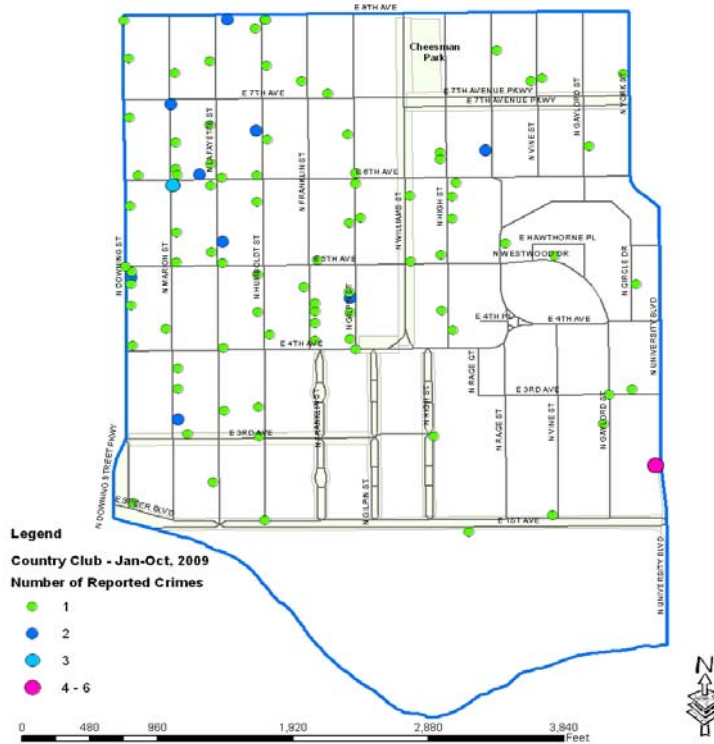 E 8TH AVE
Cheesman
Park
N YORK ST
E 7TH AVENUE PKWY
E 7TH AVE
E 7TH AVENUE PKWY
N GAYLORD ST
N LAFAYETTE ST
N VINE ST
E 6TH AVE
N FRANKLIN ST
N WILLIAMS ST
N HIGH ST
E HAWTHORNE PL
N WESTWOOD DR
N DOWNING ST
N MARION ST
N HUMBOLDT ST
E 5TH AVE
N CIRCLE DR
N GILPIN ST
N UNIVERSITY BLVD
E 4TH AVE
E 4TH AVE
N RACE CT
E 3RD AVE
N FRANKLIN ST
N HIGH ST
N RACE ST
N VINE ST
N GAYLORD ST
E 3RD AVE
N DOWNING STREET PKWY
N GILPIN ST
E SPEER BLVD
E 1ST AVE
N UNIVERSITY BLVD
Legend
Country Club - Jan-Oct, 2009
Number of Reported Crimes
1
2
3
4 - 6
N
0 480 960 1,920 2,880 3,840
Feet